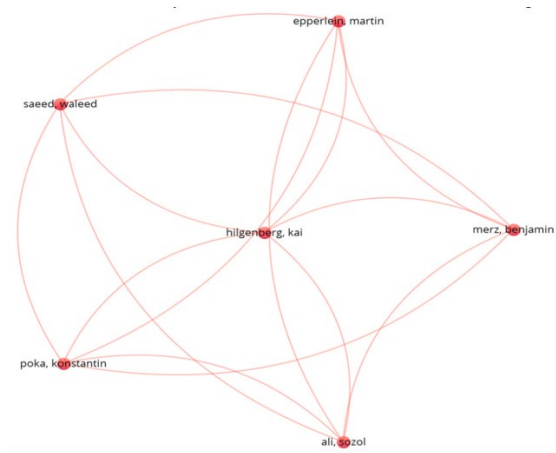 epperlein, martin
saeed, waleed
hilgenberg, kai
merz, benjamin
poka, konstantin
ali, sozol